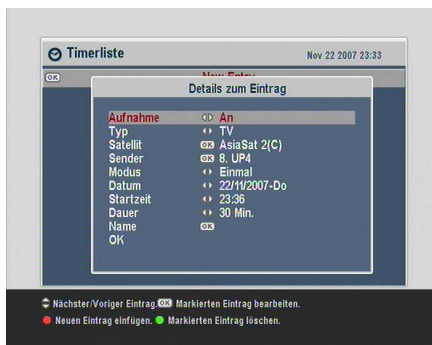 Timerliste
Nov 22 2007 23:33
OK New Entry
Details zum Eintrag
Aufnahme An
Typ TV
Satellit OK AsiaSat 2(C)
Sender OK 8. UP4
Modus Einmal
Datum 22/11/2007-Do
Startzeit 23:36
Dauer 30 Min.
Name OK
OK
Nächster/Voriger Eintrag. OK Markierten Eintrag bearbeiten.
Neuen Eintrag einfügen. Markierten Eintrag löschen.